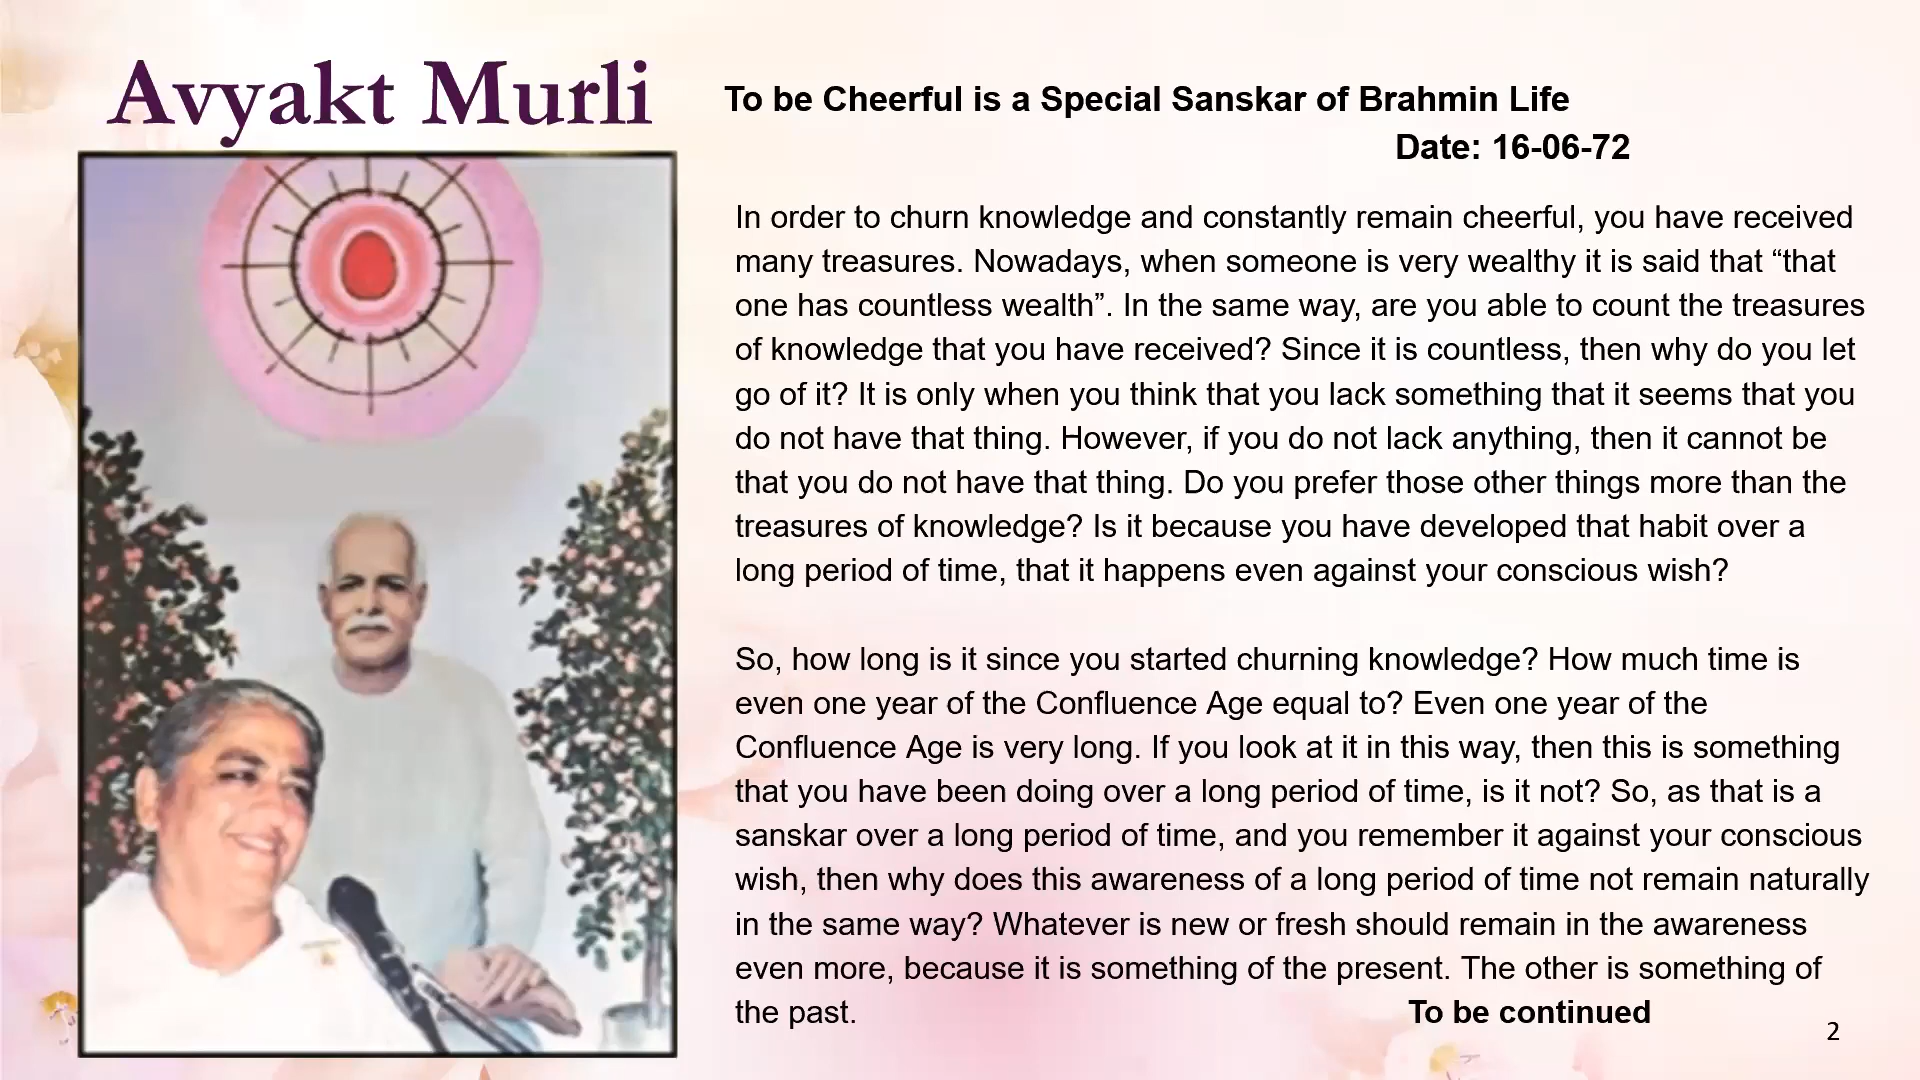 Avyakt Murli
To be Cheerful is a Special Sanskar of Brahmin Life
Date: 16-06-72
In order to churn knowledge and constantly remain cheerful, you have received
many treasures. Nowadays, when someone is very wealthy it is said that “that
one has countless wealth”. In the same way, are you able to count the treasures
of knowledge that you have received? Since it is countless, then why do you let
go of it? It is only when you think that you lack something that it seems that you
do not have that thing. However, if you do not lack anything, then it cannot be
that you do not have that thing. Do you prefer those other things more than the
treasures of knowledge? Is it because you have developed that habit over a
long period of time, that it happens even against your conscious wish?
So, how long is it since you started churning knowledge? How much time is
even one year of the Confluence Age equal to? Even one year of the
Confluence Age is very long. If you look at it in this way, then this is something
that you have been doing over a long period of time, is it not? So, as that is a
sanskar over a long period of time, and you remember it against your conscious
wish, then why does this awareness of a long period of time not remain naturally
in the same way? Whatever is new or fresh should remain in the awareness
even more, because it is something of the present. The other is something of
the past. To be continued
2